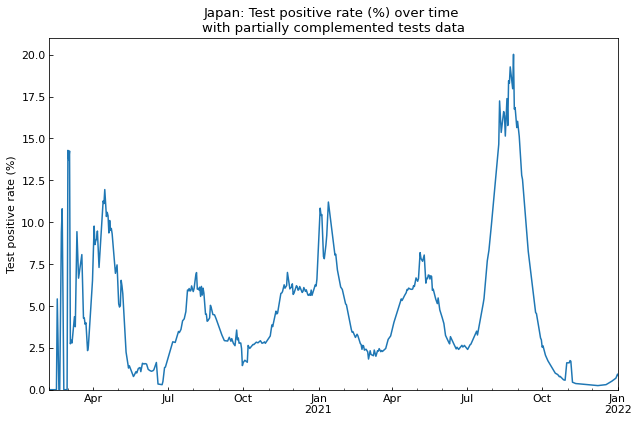 Japan: Test positive rate (%) over time
with partially complemented tests data
Test positive rate (%)
20.0
17.5
15.0
12.5
10.0
7.5
5.0
2.5
0.0
Apr Jul Oct Jan Apr Jul Oct Jan
2021 2022